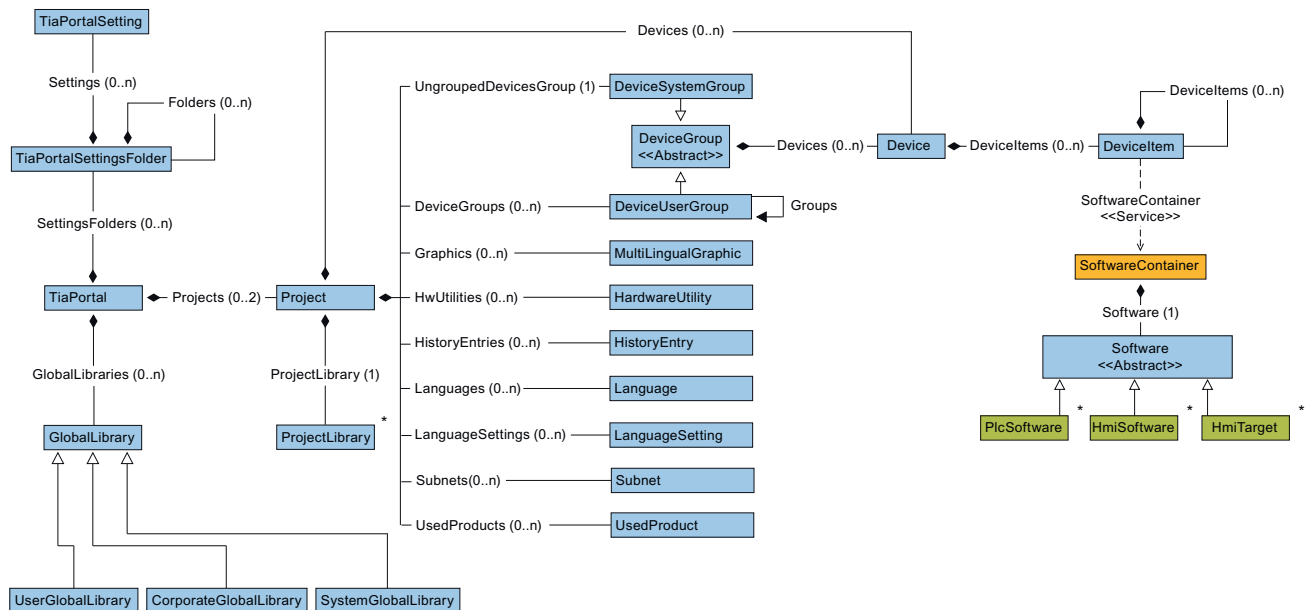 TiaPortalSetting
Settings (0..n)
Folders (0..n)
TiaPortalSettingsFolder
SettingsFolders (0..n)
TiaPortal
Projects (0..2)
Project
GlobalLibraries (0..n)
ProjectLibrary (1)
*
GlobalLibrary
ProjectLibrary
UserGlobalLibrary
CorporateGlobalLibrary
SystemGlobalLibrary
Devices (0..n)
UngroupedDevicesGroup (1)
DeviceSystemGroup
DeviceGroup
<<Abstract>>
Devices (0..n)
Device
DeviceItems (0..n)
DeviceItem
DeviceItems (0..n)
DeviceGroups (0..n)
DeviceUserGroup
Groups
Graphics (0..n)
MultiLingualGraphic
HwUtilities (0..n)
HardwareUtility
HistoryEntries (0..n)
HistoryEntry
Languages (0..n)
Language
LanguageSettings (0..n)
LanguageSetting
Subnets(0..n)
Subnet
UsedProducts (0..n)
UsedProduct
SoftwareContainer
<<Service>>
SoftwareContainer
Software (1)
Software
<<Abstract>>
*
*
*
PlcSoftware
HmiSoftware
HmiTarget